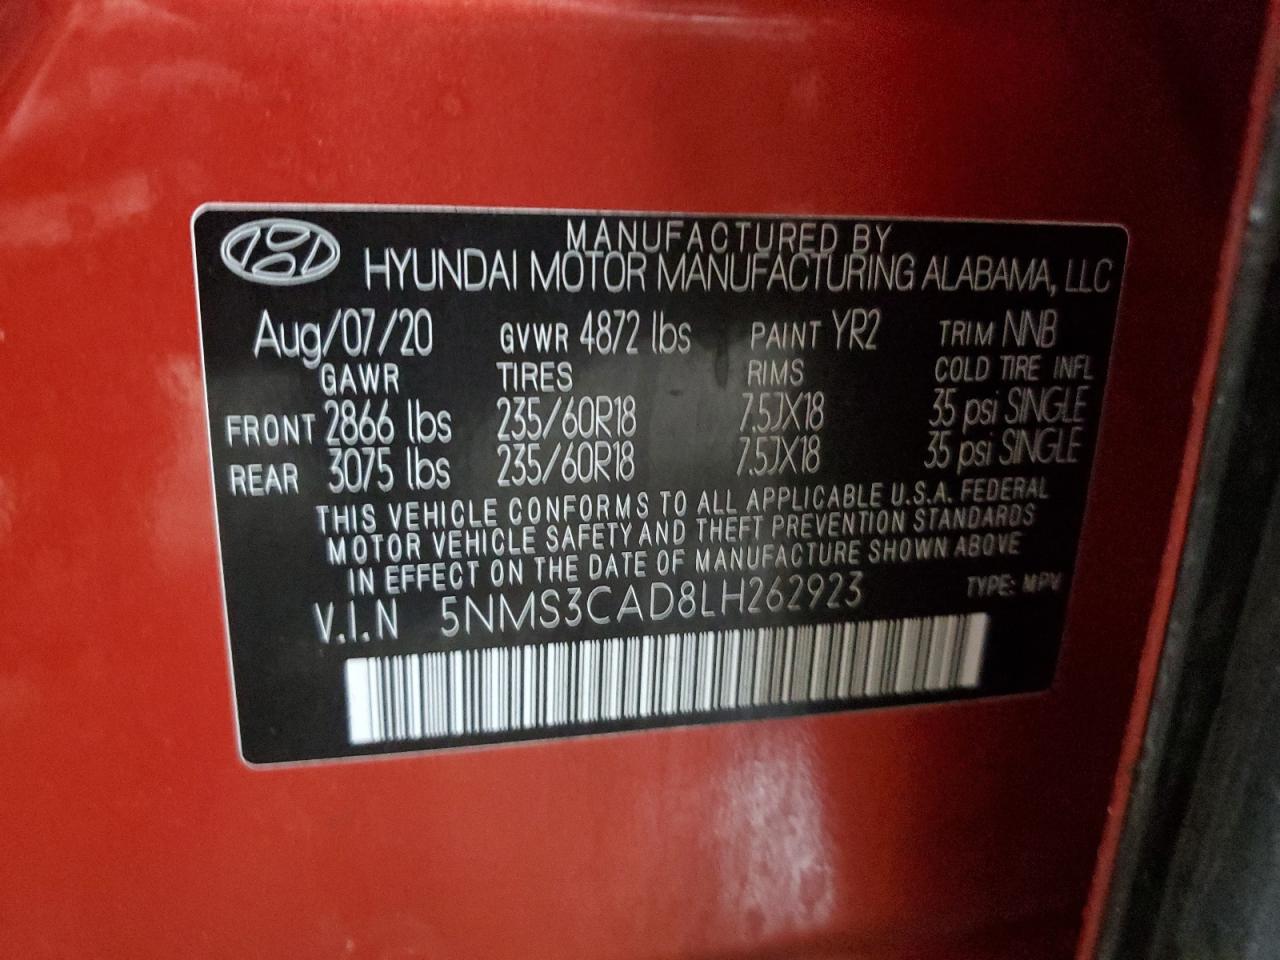 MANUFACTURED BY
HYUNDAI MOTOR MANUFACTURING ALABAMA, LLC
Aug/07/20 GVWR 4872 lbs PAINT YR2 TRIM NNB
GAWR TIRES RIMS COLD TIRE INFL
FRONT 2866 lbs 235/60R18 7.5JX18 35 psi SINGLE
REAR 3075 lbs 235/60R18 7.5JX18 35 psi SINGLE
THIS VEHICLE CONFORMS TO ALL APPLICABLE U.S.A. FEDERAL
MOTOR VEHICLE SAFETY AND THEFT PREVENTION STANDARDS
IN EFFECT ON THE DATE OF MANUFACTURE SHOWN ABOVE
V.I.N 5NMS3CAD8LH262923 TYPE: MPV